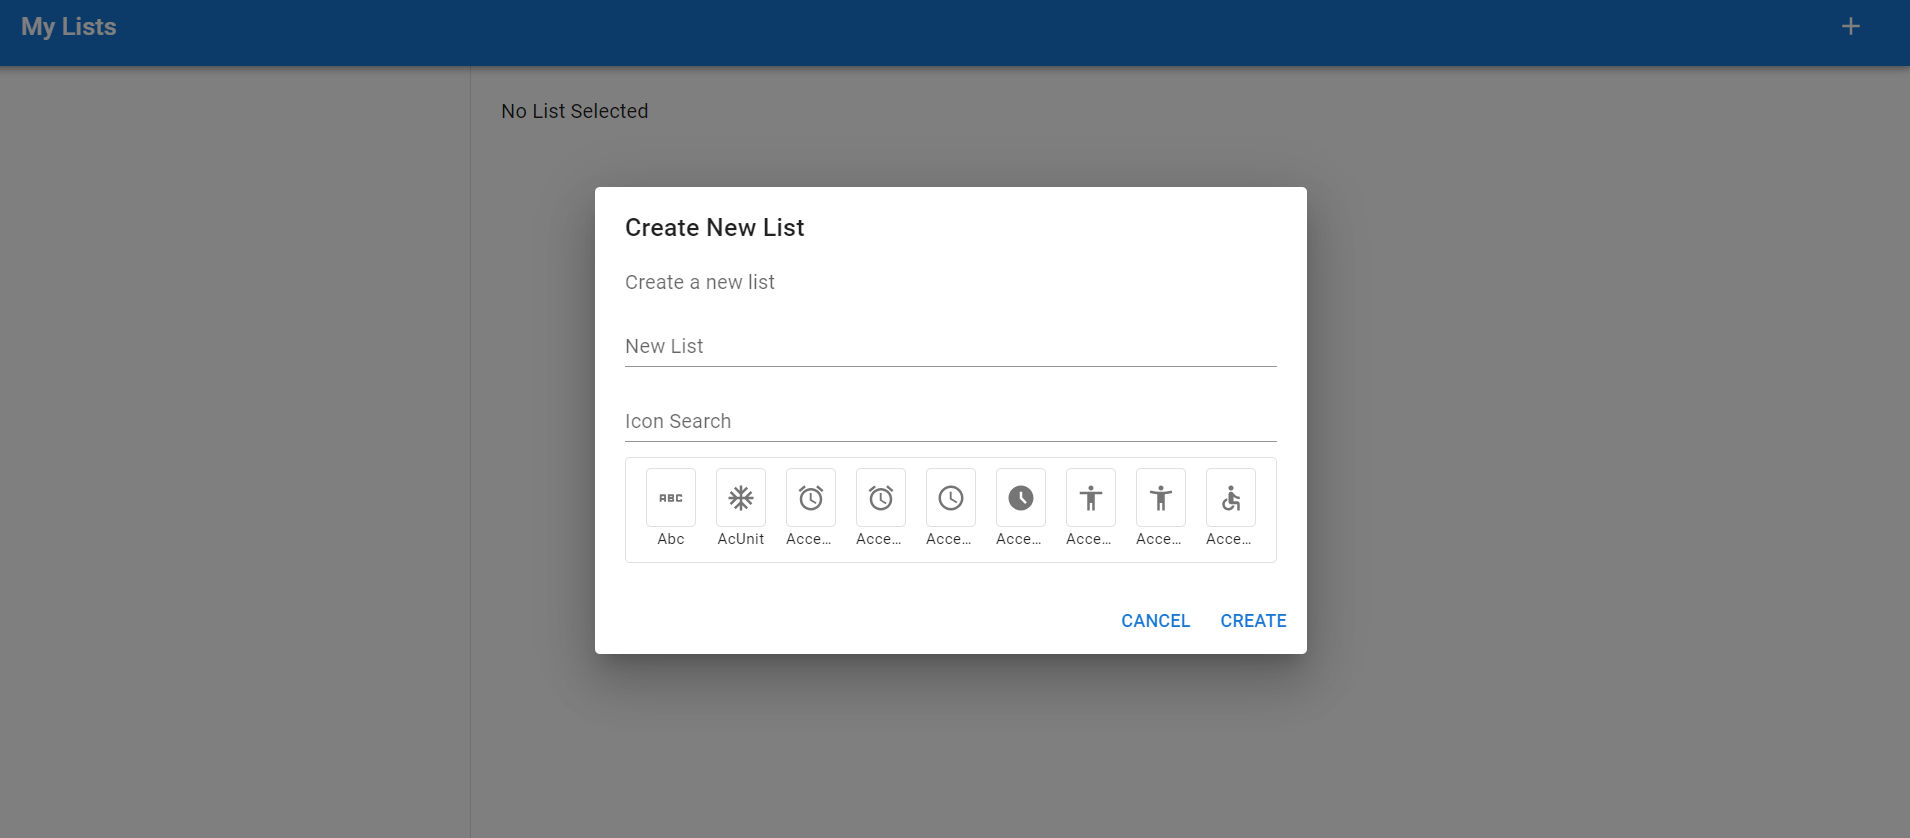 My Lists
No List Selected
Create New List
Create a new list
New List
Icon Search
ABC
Abc AcUnit Acce... Acce... Acce... Acce... Acce... Acce... Acce...
CANCEL CREATE